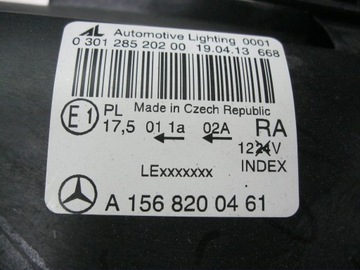 AL Automotive Lighting 0001
0 301 285 202 00 19.04.13 668
E1 PL Made in Czech Republic
17,5 01 1a 02A RA
1224V
LExxxxxxx INDEX
A 156 820 04 61